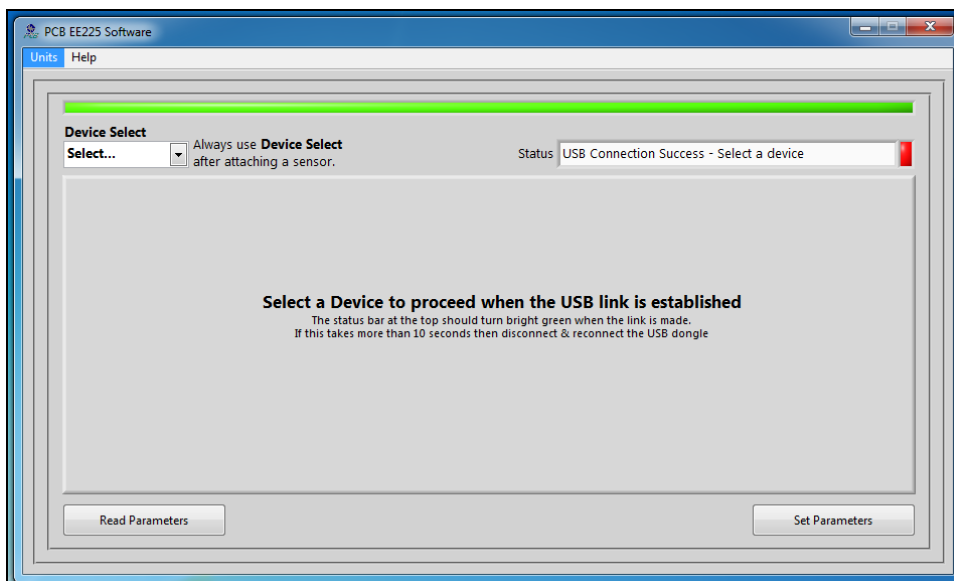 PCB EE225 Software
Units Help
Device Select
Select...
Always use Device Select
after attaching a sensor.
Status USB Connection Success - Select a device
Select a Device to proceed when the USB link is established
The status bar at the top should turn bright green when the link is made.
If this takes more than 10 seconds then disconnect & reconnect the USB dongle
Read Parameters
Set Parameters